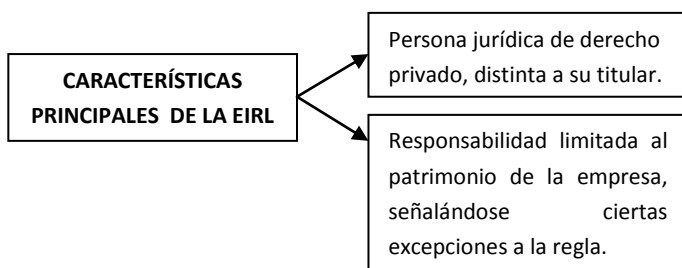 CARACTERÍSTICAS
PRINCIPALES DE LA EIRL
Persona jurídica de derecho
privado, distinta a su titular.
Responsabilidad limitada al
patrimonio de la empresa,
señalándose ciertas
excepciones a la regla.